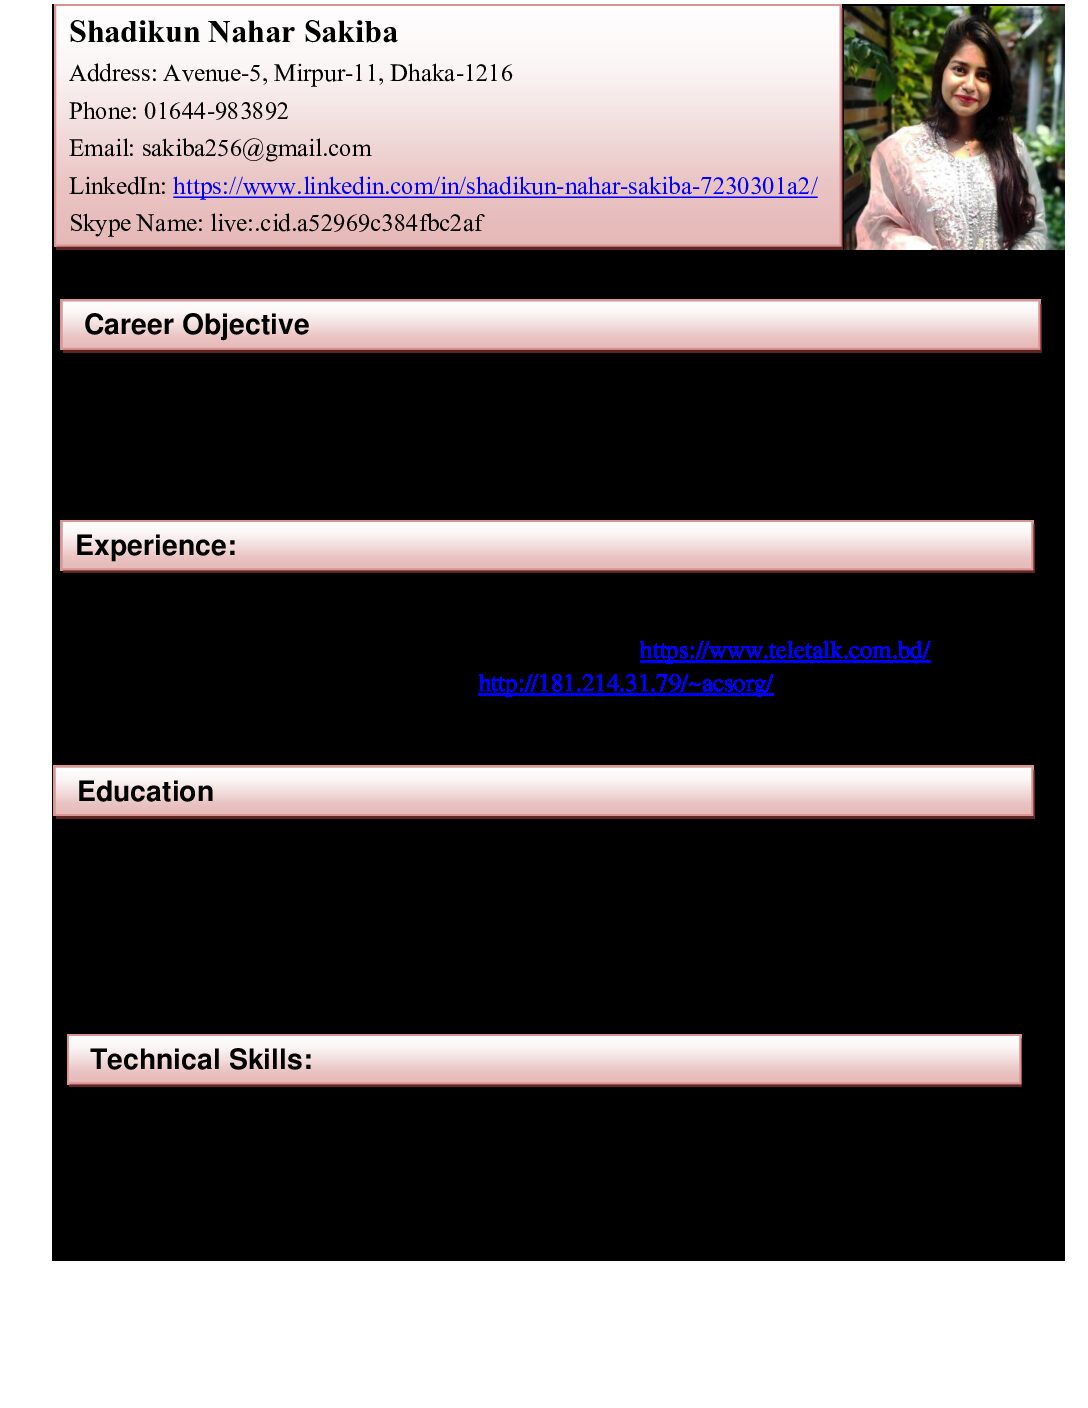 Shadikun Nahar Sakiba
Address: Avenue-5, Mirpur-11, Dhaka-1216
Phone: 01644-983892
Email: sakiba256@gmail.com
LinkedIn: https://www.linkedin.com/in/shadikun-nahar-sakiba-7230301a2/
Skype Name: live:.cid.a52969c384fbc2af
Career Objective
Experience:
https://www.teletalk.com.bd/
http://181.214.31.79/~acsorg/
Education
Technical Skills: